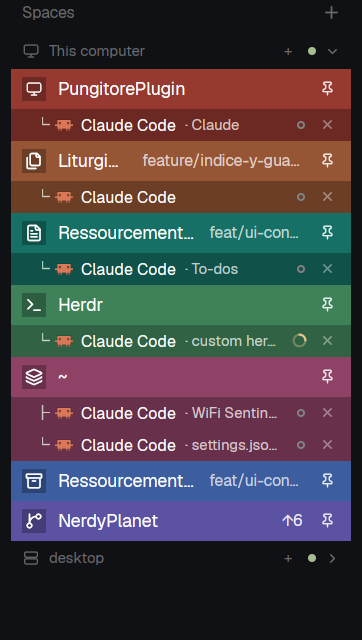 Spaces
This computer
PungitorePlugin
Claude Code · Claude
Liturgi... feature/indice-y-gua...
Claude Code
Ressourcement... feat/ui-con...
Claude Code · To-dos
Herdr
Claude Code · custom her...
~
Claude Code · WiFi Sentin...
Claude Code · settings.jso...
Ressourcement... feat/ui-con...
NerdyPlanet ↑6
desktop